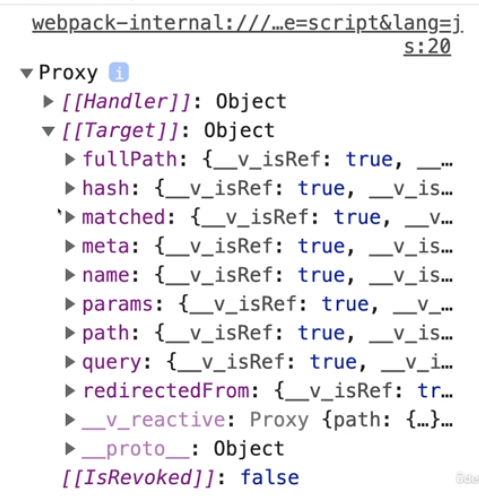 webpack-internal:///…e=script&lang=j
s:20
▼Proxy i
▶[[Handler]]: Object
▼[[Target]]: Object
▶fullPath: {__v_isRef: true, __…
▶hash: {__v_isRef: true, __v_is…
▶matched: {__v_isRef: true, __v…
▶meta: {__v_isRef: true, __v_is…
▶name: {__v_isRef: true, __v_is…
▶params: {__v_isRef: true, __v_…
▶path: {__v_isRef: true, __v_is…
▶query: {__v_isRef: true, __v_i…
▶redirectedFrom: {__v_isRef: tr…
▶__v_reactive: Proxy {path: {…}…
▶__proto__: Object
[[IsRevoked]]: false